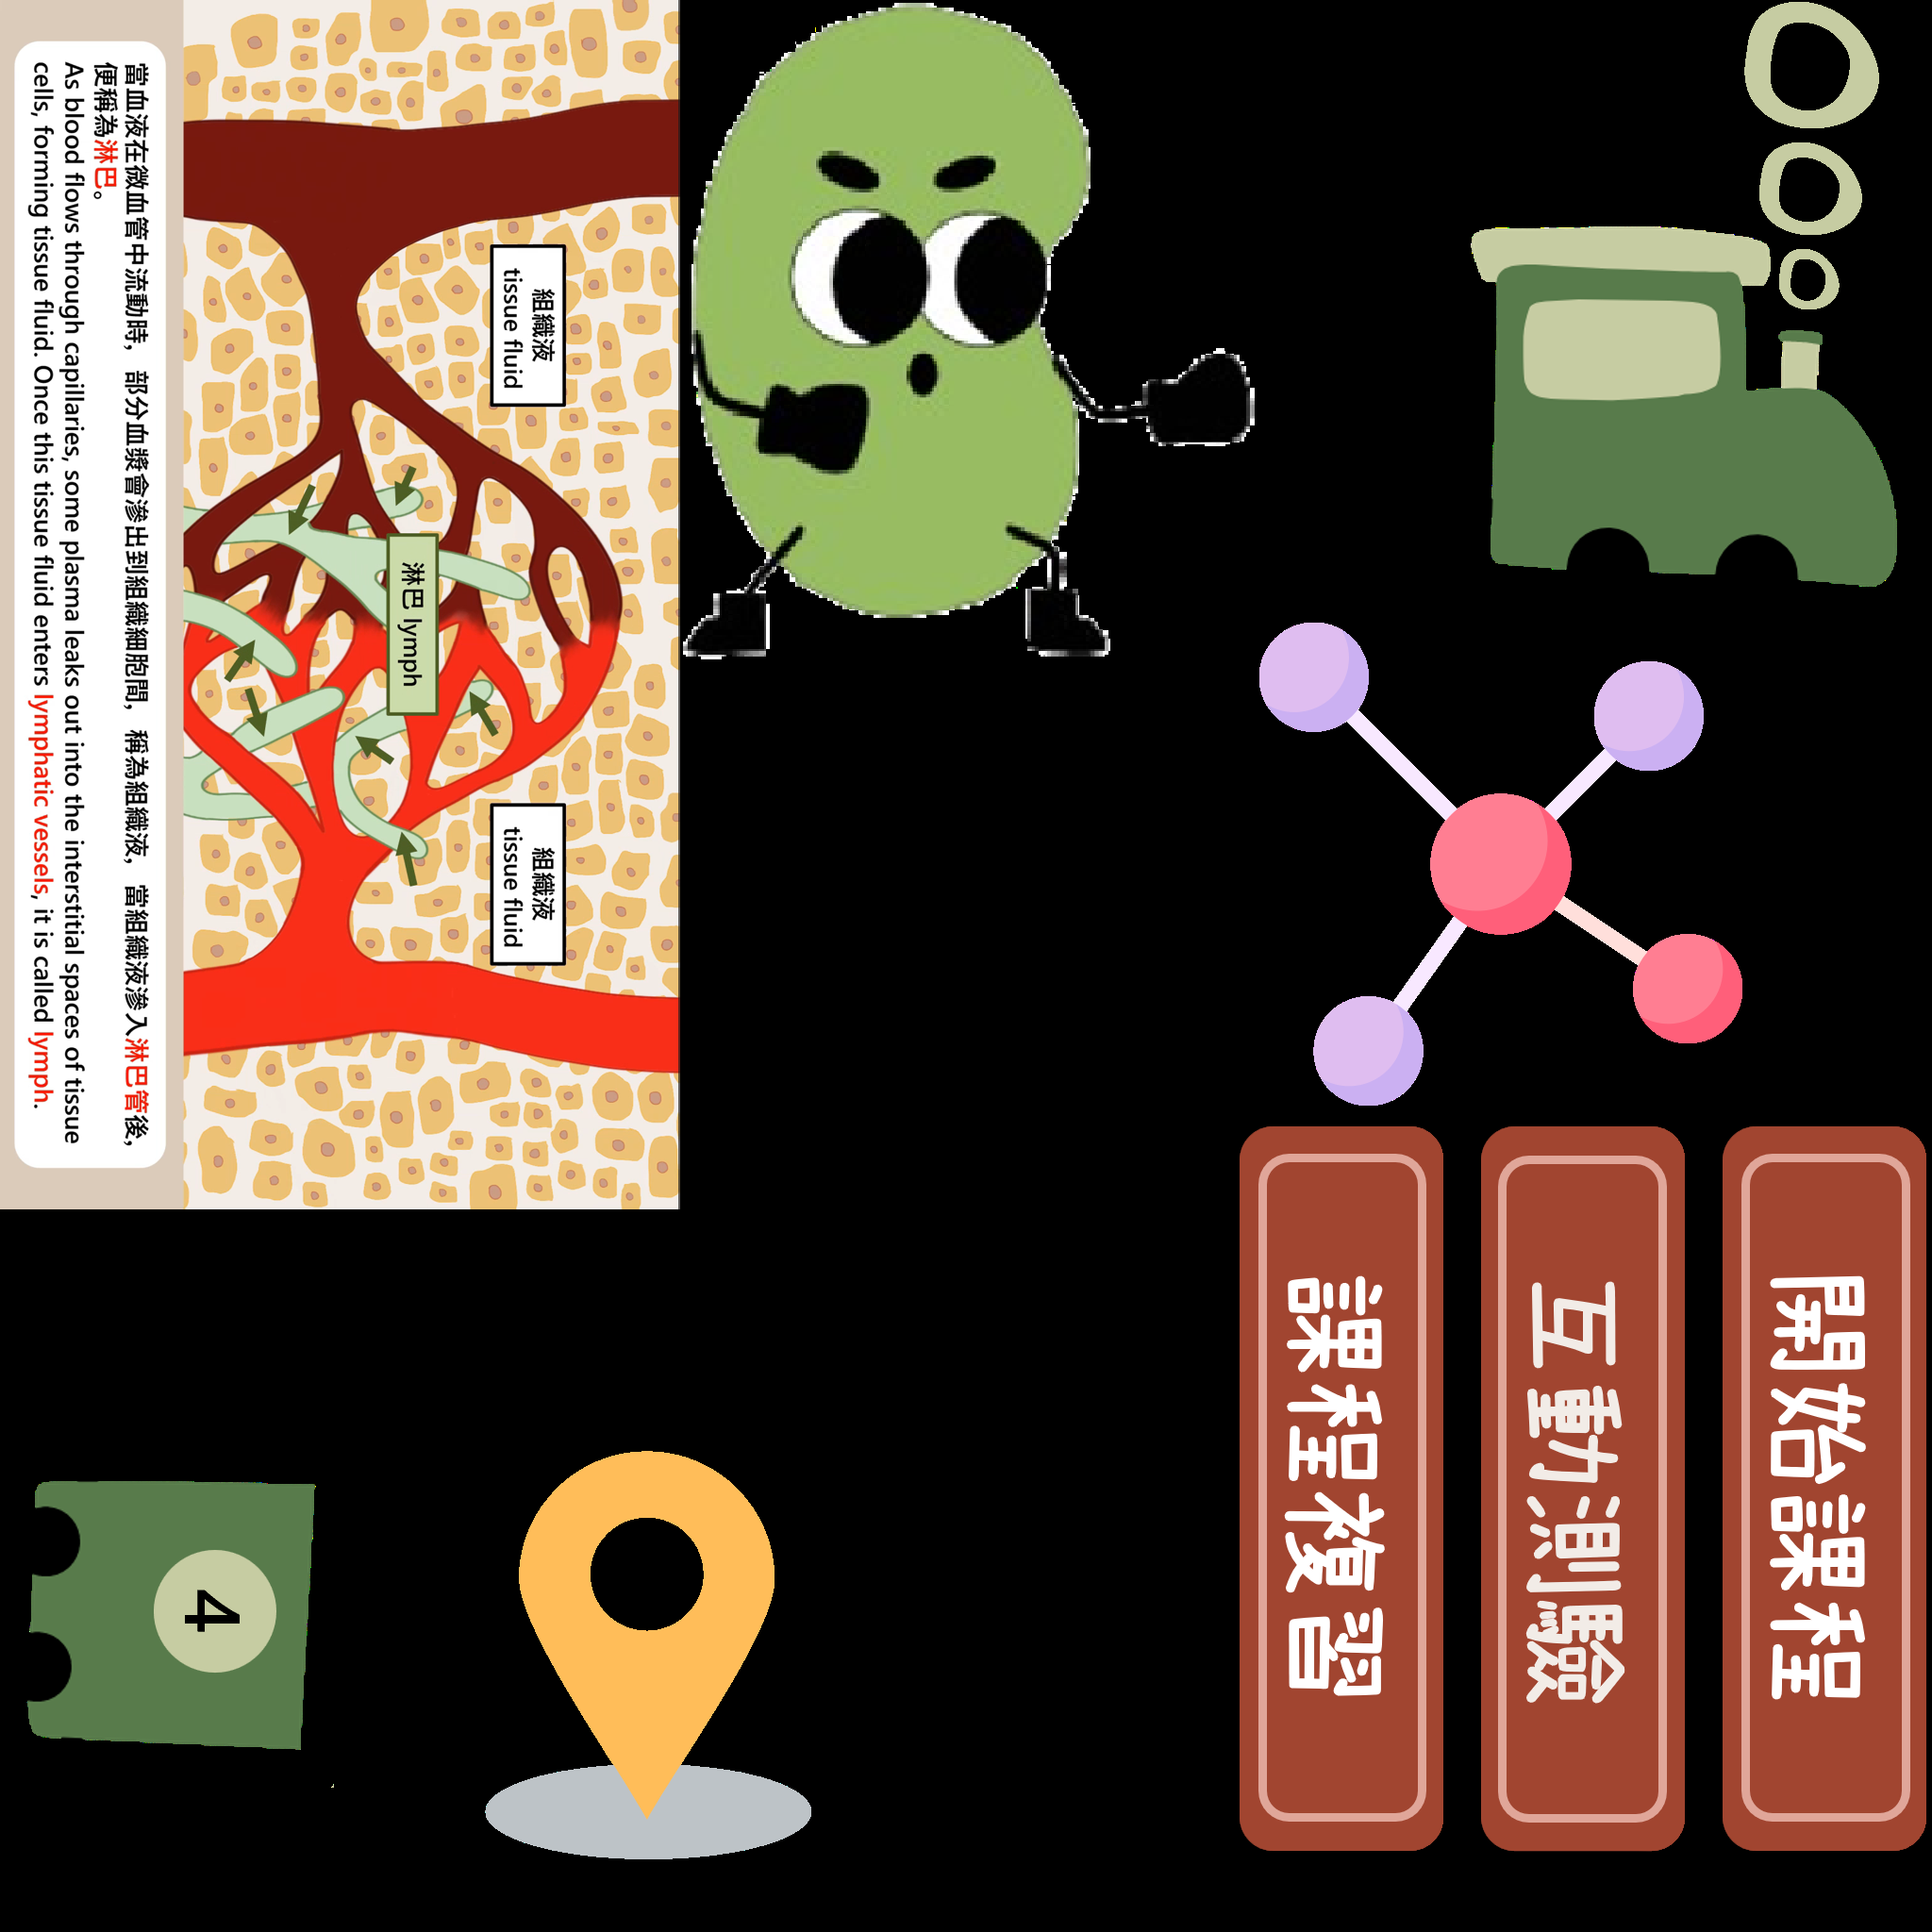 當血液在微血管中流動時，部分血漿會滲出到組織細胞間，稱為組織液，當組織液滲入淋巴管後，
便稱為淋巴。
As blood flows through capillaries, some plasma leaks out into the interstitial spaces of tissue
cells, forming tissue fluid. Once this tissue fluid enters lymphatic vessels, it is called lymph.
組織液
tissue fluid
淋巴 lymph
組織液
tissue fluid
開始課程
互動測驗
課程複習
4